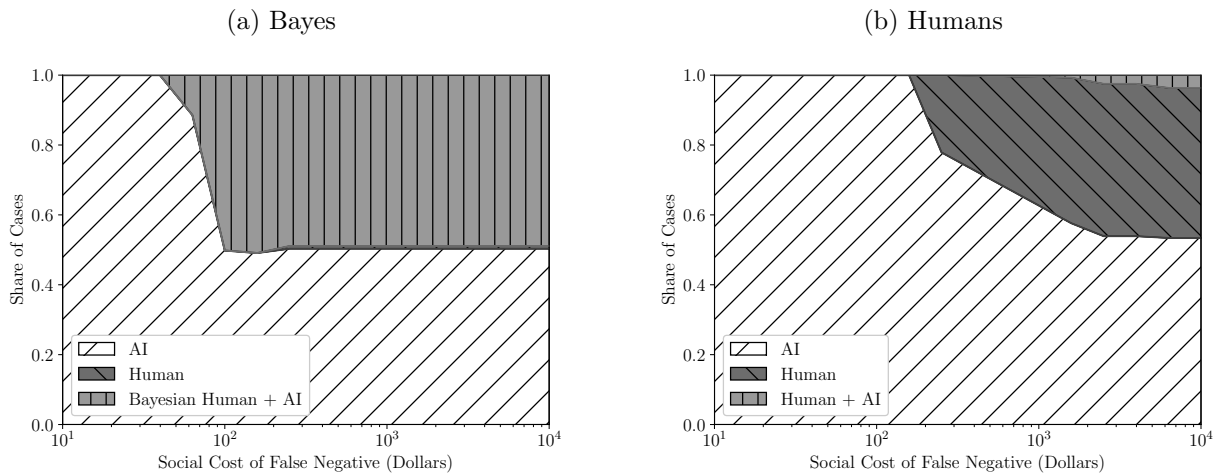 (a) Bayes
1.0
0.8
0.6
0.4
0.2
0.0
Share of Cases
AI
Human
Bayesian Human + AI
10^1
10^2
10^3
10^4
Social Cost of False Negative (Dollars)
(b) Humans
1.0
0.8
0.6
0.4
0.2
0.0
Share of Cases
AI
Human
Human + AI
10^1
10^2
10^3
10^4
Social Cost of False Negative (Dollars)